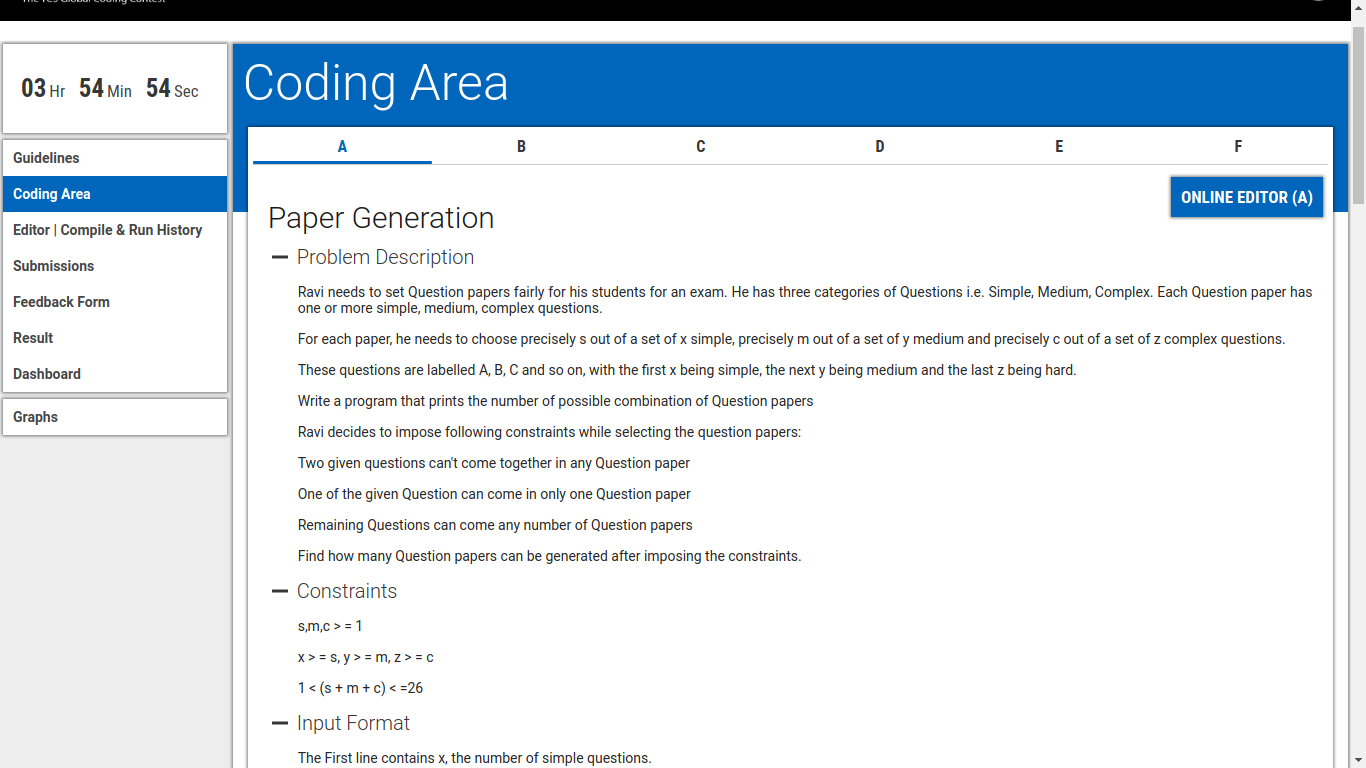 The TCS Global Coding Contest
03 Hr 54 Min 54 Sec
Guidelines
Coding Area
Editor | Compile & Run History
Submissions
Feedback Form
Result
Dashboard
Graphs
Coding Area
A B C D E F
ONLINE EDITOR (A)
Paper Generation
Problem Description
Ravi needs to set Question papers fairly for his students for an exam. He has three categories of Questions i.e. Simple, Medium, Complex. Each Question paper has
one or more simple, medium, complex questions.
For each paper, he needs to choose precisely s out of a set of x simple, precisely m out of a set of y medium and precisely c out of a set of z complex questions.
These questions are labelled A, B, C and so on, with the first x being simple, the next y being medium and the last z being hard.
Write a program that prints the number of possible combination of Question papers
Ravi decides to impose following constraints while selecting the question papers:
Two given questions can't come together in any Question paper
One of the given Question can come in only one Question paper
Remaining Questions can come any number of Question papers
Find how many Question papers can be generated after imposing the constraints.
Constraints
s,m,c > = 1
x > = s, y > = m, z > = c
1 < (s + m + c) < =26
Input Format
The First line contains x, the number of simple questions.